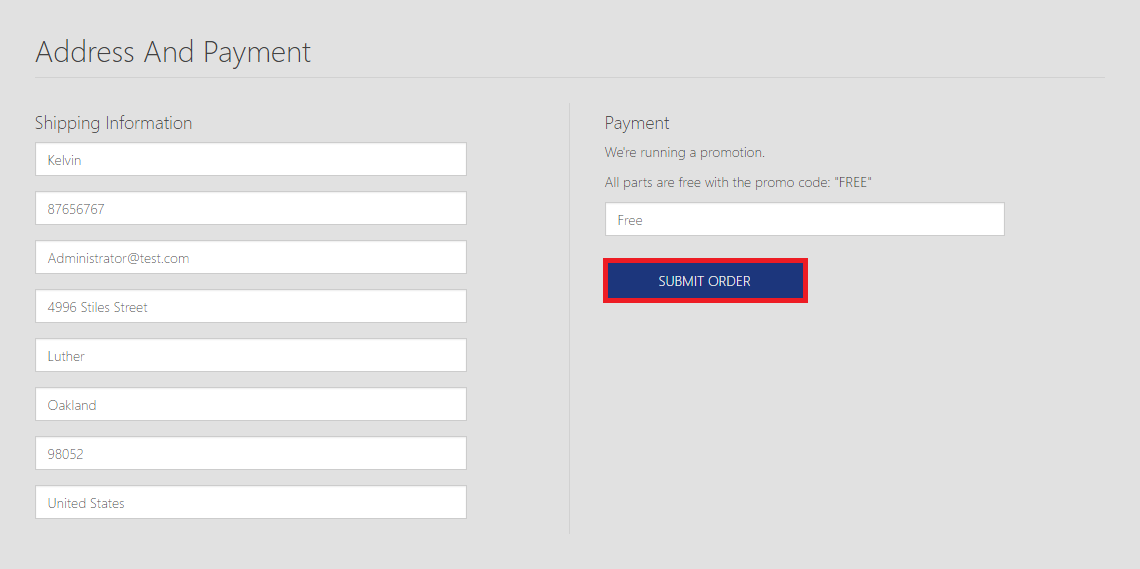 Address And Payment
Shipping Information
Kelvin
87656767
Administrator@test.com
4996 Stiles Street
Luther
Oakland
98052
United States
Payment
We're running a promotion.
All parts are free with the promo code: "FREE"
Free
SUBMIT ORDER